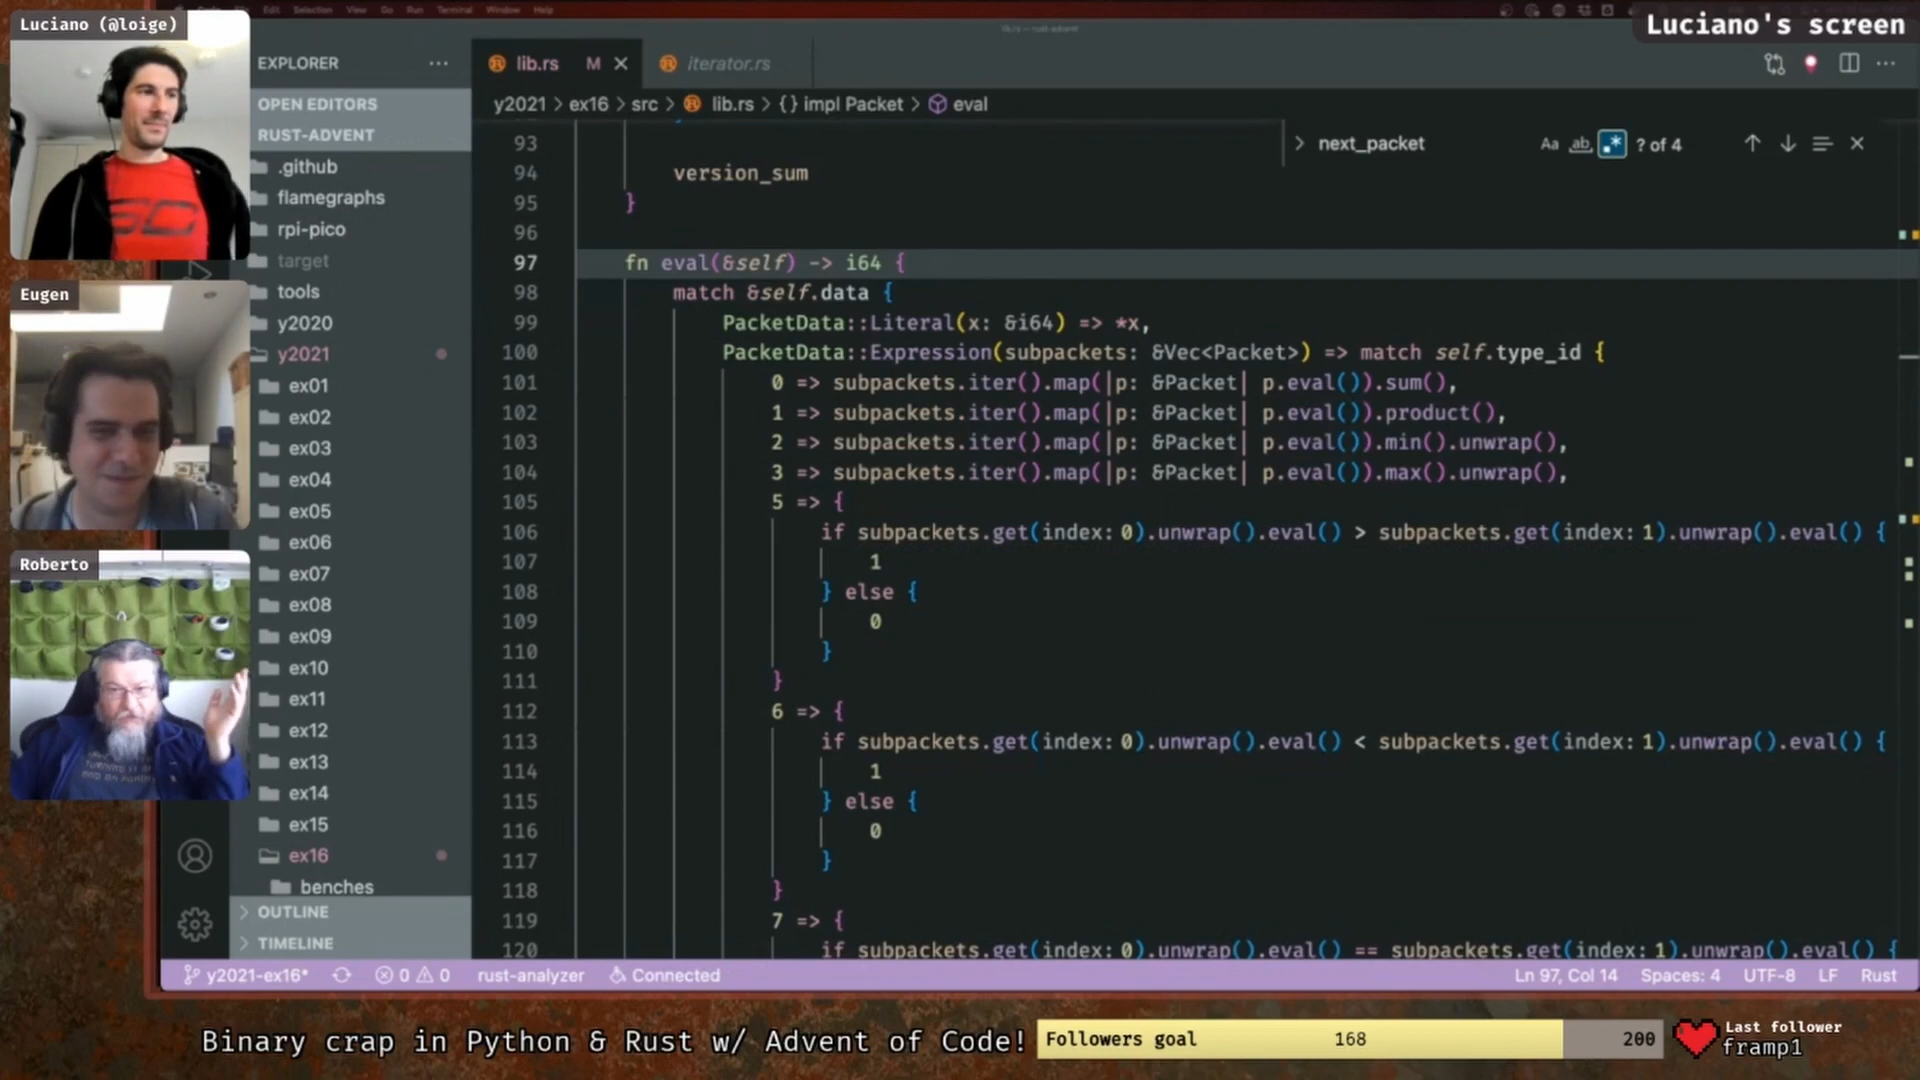 Code Edit Selection View Go Run Terminal Window Help
Luciano (@loige)
Luciano's screen
Eugen
Roberto
EXPLORER
OPEN EDITORS
RUST-ADVENT
.github
flamegraphs
rpi-pico
target
tools
y2020
y2021
ex01
ex02
ex03
ex04
ex05
ex06
ex07
ex08
ex09
ex10
ex11
ex12
ex13
ex14
ex15
ex16
benches
OUTLINE
TIMELINE
lib.rs M
iterator.rs
y2021 > ex16 > src > lib.rs > {} impl Packet > eval
next_packet Aa ab .* ? of 4
93
94 version_sum
95 }
96
97 fn eval(&self) -> i64 {
98 match &self.data {
99 PacketData::Literal(x: &i64) => *x,
100 PacketData::Expression(subpackets: &Vec<Packet>) => match self.type_id {
101 0 => subpackets.iter().map(|p: &Packet| p.eval()).sum(),
102 1 => subpackets.iter().map(|p: &Packet| p.eval()).product(),
103 2 => subpackets.iter().map(|p: &Packet| p.eval()).min().unwrap(),
104 3 => subpackets.iter().map(|p: &Packet| p.eval()).max().unwrap(),
105 5 => {
106 if subpackets.get(index: 0).unwrap().eval() > subpackets.get(index: 1).unwrap().eval() {
107 1
108 } else {
109 0
110 }
111 }
112 6 => {
113 if subpackets.get(index: 0).unwrap().eval() < subpackets.get(index: 1).unwrap().eval() {
114 1
115 } else {
116 0
117 }
118 }
119 7 => {
120 if subpackets.get(index: 0).unwrap().eval() == subpackets.get(index: 1).unwrap().eval() {
y2021-ex16* 0 0 rust-analyzer Connected Ln 97, Col 14 Spaces: 4 UTF-8 LF Rust
Binary crap in Python & Rust w/ Advent of Code!
Followers goal 168 200
Last follower
framp1